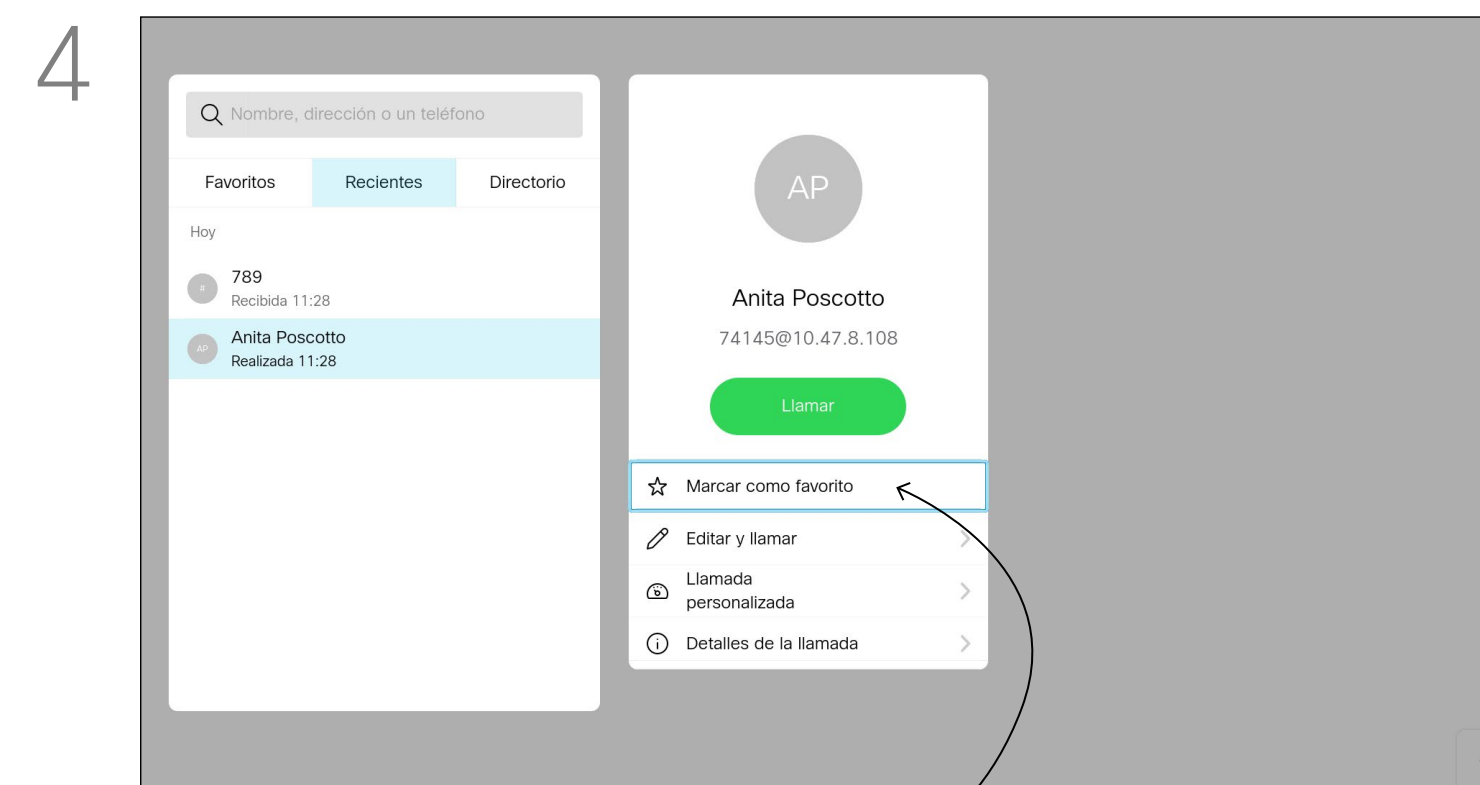 4
Nombre, dirección o un teléfono
Favoritos Recientes Directorio
Hoy
#
789
Recibida 11:28
AP
Anita Poscotto
Realizada 11:28
AP
Anita Poscotto
74145@10.47.8.108
Llamar
Marcar como favorito
Editar y llamar
Llamada
personalizada
Detalles de la llamada